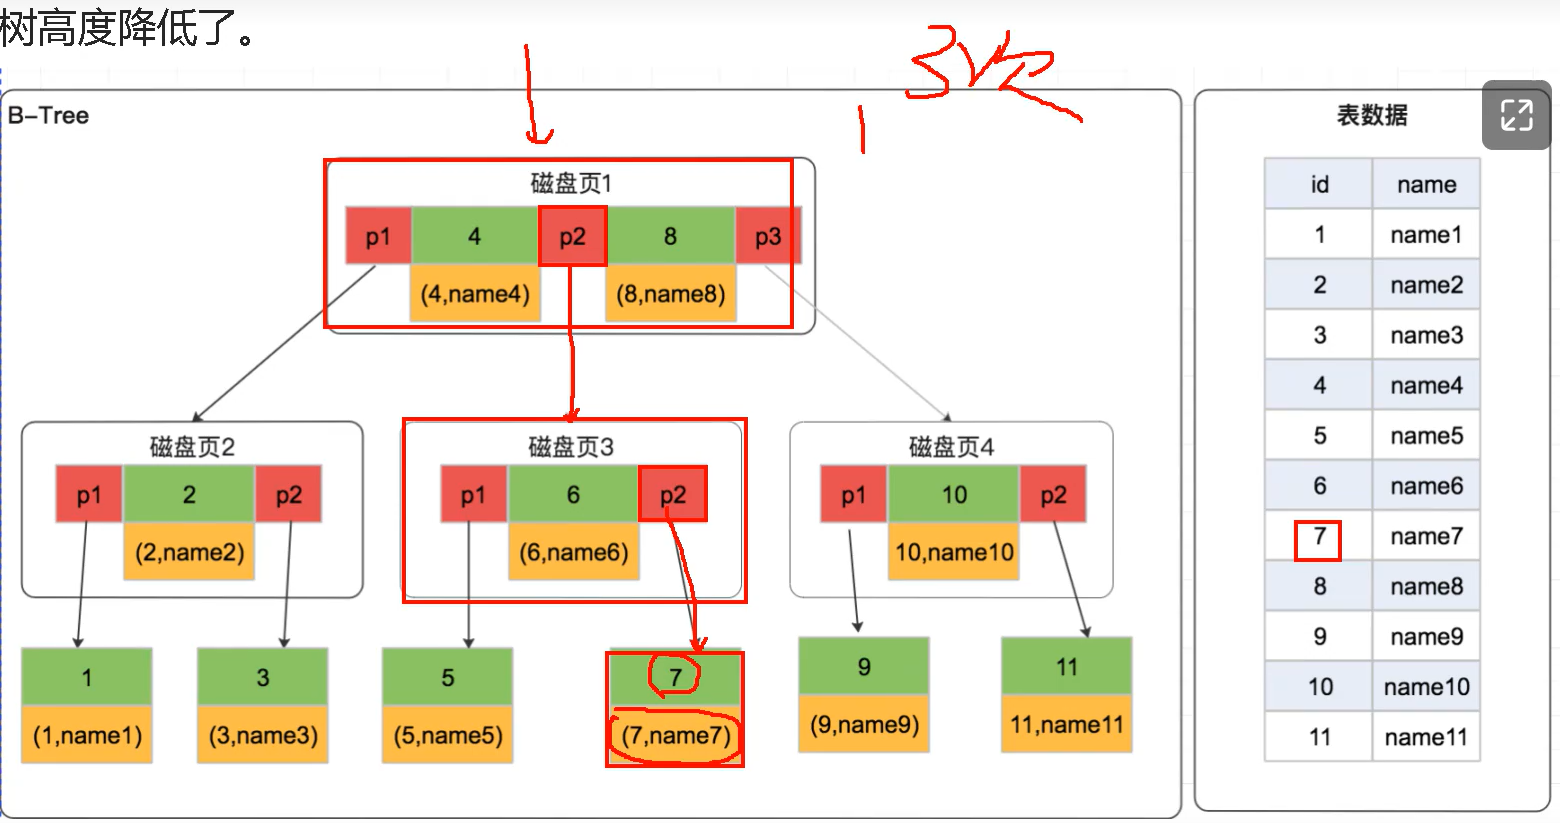 树高度降低了。
3次
B-Tree
磁盘页1
p1 4 p2 8 p3
(4,name4) (8,name8)
磁盘页2
p1 2 p2
(2,name2)
磁盘页3
p1 6 p2
(6,name6)
磁盘页4
p1 10 p2
10,name10
1
(1,name1)
3
(3,name3)
5
(5,name5)
7
(7,name7)
9
(9,name9)
11
11,name11
表数据
id name
1 name1
2 name2
3 name3
4 name4
5 name5
6 name6
7 name7
8 name8
9 name9
10 name10
11 name11